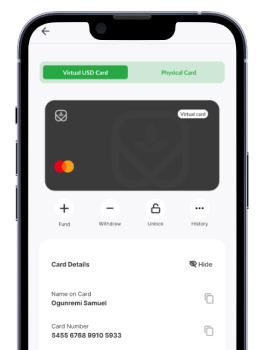 Virtual USD Card
Physical Card
Virtual card
Fund
Withdraw
Unlock
History
Card Details
Hide
Name on Card
Ogunremi Samuel
Card Number
5455 6768 9910 5933